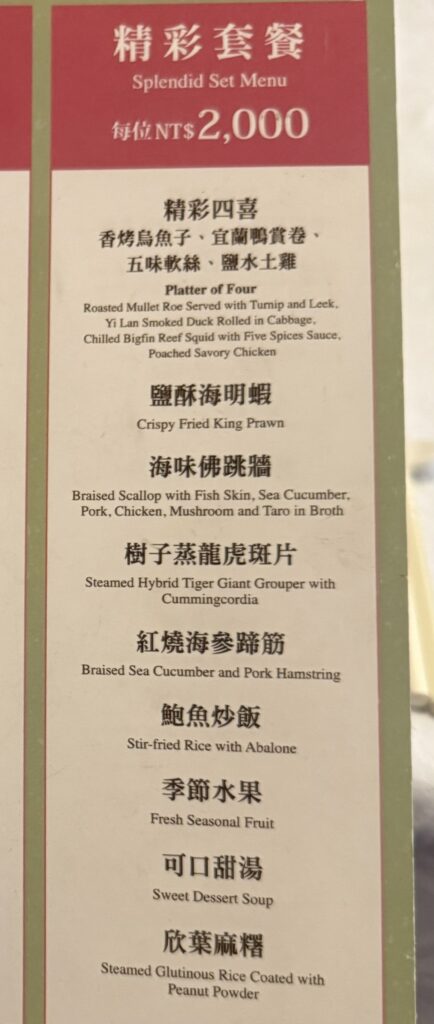 精彩套餐
Splendid Set Menu
每位NT$2,000
精彩四喜
香烤烏魚子、宜蘭鴨賞卷、
五味軟絲、鹽水土雞
Platter of Four
Roasted Mullet Roe Served with Turnip and Leek,
Yi Lan Smoked Duck Rolled in Cabbage,
Chilled Bigfin Reef Squid with Five Spices Sauce,
Poached Savory Chicken
鹽酥海明蝦
Crispy Fried King Prawn
海味佛跳牆
Braised Scallop with Fish Skin, Sea Cucumber,
Pork, Chicken, Mushroom and Taro in Broth
樹子蒸龍虎斑片
Steamed Hybrid Tiger Giant Grouper with
Cummingcordia
紅燒海參蹄筋
Braised Sea Cucumber and Pork Hamstring
鮑魚炒飯
Stir-fried Rice with Abalone
季節水果
Fresh Seasonal Fruit
可口甜湯
Sweet Dessert Soup
欣葉麻糬
Steamed Glutinous Rice Coated with
Peanut Powder